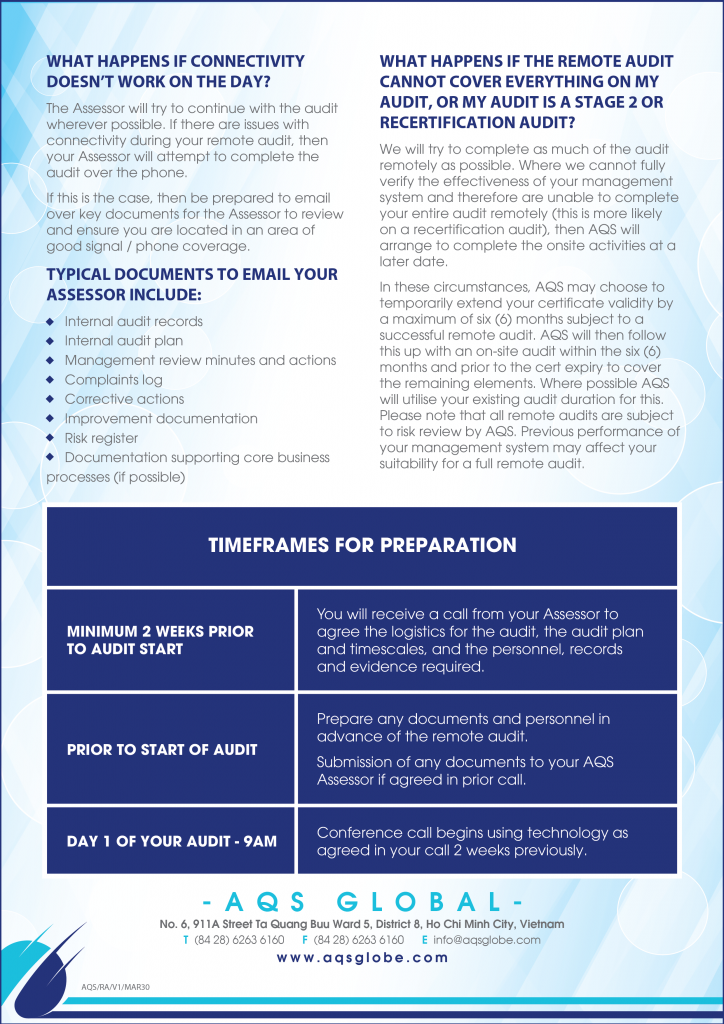 WHAT HAPPENS IF CONNECTIVITY
DOESN'T WORK ON THE DAY?
The Assessor will try to continue with the audit
wherever possible. If there are issues with
connectivity during your remote audit, then
your Assessor will attempt to complete the
audit over the phone.
If this is the case, then be prepared to email
over key documents for the Assessor to review
and ensure you are located in an area of
good signal / phone coverage.
TYPICAL DOCUMENTS TO EMAIL YOUR
ASSESSOR INCLUDE:
◆ Internal audit records
◆ Internal audit plan
◆ Management review minutes and actions
◆ Complaints log
◆ Corrective actions
◆ Improvement documentation
◆ Risk register
◆ Documentation supporting core business
processes (if possible)
WHAT HAPPENS IF THE REMOTE AUDIT
CANNOT COVER EVERYTHING ON MY
AUDIT, OR MY AUDIT IS A STAGE 2 OR
RECERTIFICATION AUDIT?
We will try to complete as much of the audit
remotely as possible. Where we cannot fully
verify the effectiveness of your management
system and therefore are unable to complete
your entire audit remotely (this is more likely
on a recertification audit), then AQS will
arrange to complete the onsite activities at a
later date.
In these circumstances, AQS may choose to
temporarily extend your certificate validity by
a maximum of six (6) months subject to a
successful remote audit. AQS will then follow
this up with an on-site audit within the six (6)
months and prior to the cert expiry to cover
the remaining elements. Where possible AQS
will utilise your existing audit duration for this.
Please note that all remote audits are subject
to risk review by AQS. Previous performance of
your management system may affect your
suitability for a full remote audit.
TIMEFRAMES FOR PREPARATION
MINIMUM 2 WEEKS PRIOR
TO AUDIT START
You will receive a call from your Assessor to
agree the logistics for the audit, the audit plan
and timescales, and the personnel, records
and evidence required.
PRIOR TO START OF AUDIT
Prepare any documents and personnel in
advance of the remote audit.
Submission of any documents to your AQS
Assessor if agreed in prior call.
DAY 1 OF YOUR AUDIT - 9AM
Conference call begins using technology as
agreed in your call 2 weeks previously.
- AQS GLOBAL -
No. 6, 911A Street Ta Quang Buu Ward 5, District 8, Ho Chi Minh City, Vietnam
T (84 28) 6263 6160 F (84 28) 6263 6160 E info@aqsglobe.com
www.aqsglobe.com
AQS/RA/V1/MAR30